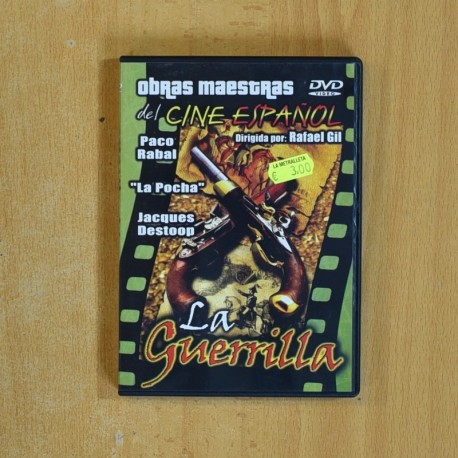 OBRAS MAESTRAS
DVD
VIDEO
del CINE ESPAÑOL
Dirigida por: Rafael Gil
Paco
Rabal
LA METRALLETA
€ 3,00
"La Pocha"
Jacques
Destoop
La
Guerrilla